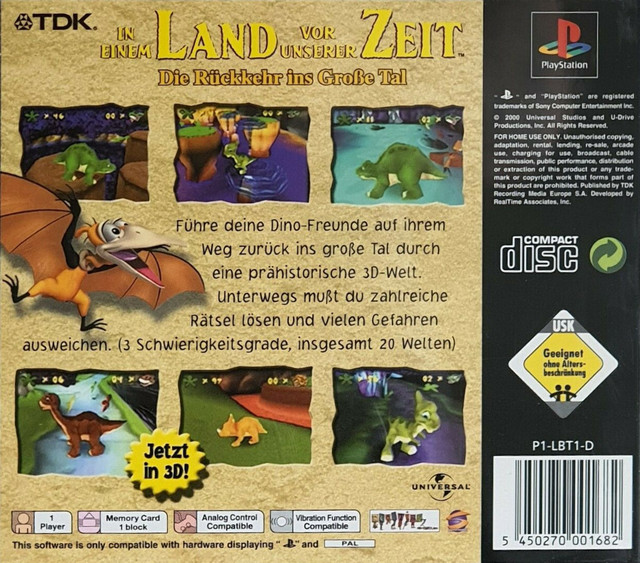 TDK.
IN EINEM LAND VOR UNSERER ZEIT™
Die Rückkehr ins Große Tal
Führe deine Dino-Freunde auf ihrem
Weg zurück ins große Tal durch
eine prähistorische 3D-Welt.
Unterwegs mußt du zahlreiche
Rätsel lösen und vielen Gefahren
ausweichen. (3 Schwierigkeitsgrade, insgesamt 20 Welten)
Jetzt
in 3D!
UNIVERSAL
1
Player
Memory Card
1 block
Analog Control
Compatible
Vibration Function
Compatible
This software is only compatible with hardware displaying " " and PAL
PlayStation
" " and "PlayStation" are registered
trademarks of Sony Computer Entertainment Inc.
© 2000 Universal Studios and U-Drive
Productions, Inc. All Rights Reserved.
FOR HOME USE ONLY. Unauthorised copying,
adaptation, rental, lending, re-sale, arcade
use, charging for use, broadcast, cable
transmission, public performance, distribution
or extraction of this product or any trade-
mark or copyright work that forms part of
this product are prohibited. Published by TDK
Recording Media Europe S.A. Developed by
RealTime Associates, Inc.
COMPACT
disc
USK
Geeignet
ohne Alters-
beschränkung
P1-LBT1-D
5 450270 001682